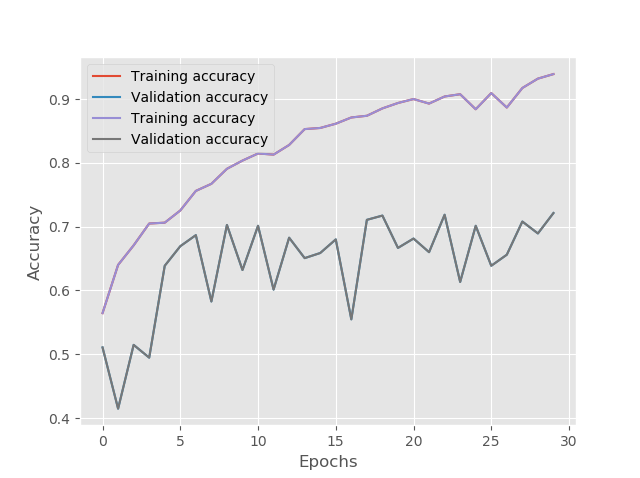 Training accuracy
Validation accuracy
Training accuracy
Validation accuracy
Accuracy
0.9
0.8
0.7
0.6
0.5
0.4
0 5 10 15 20 25 30
Epochs